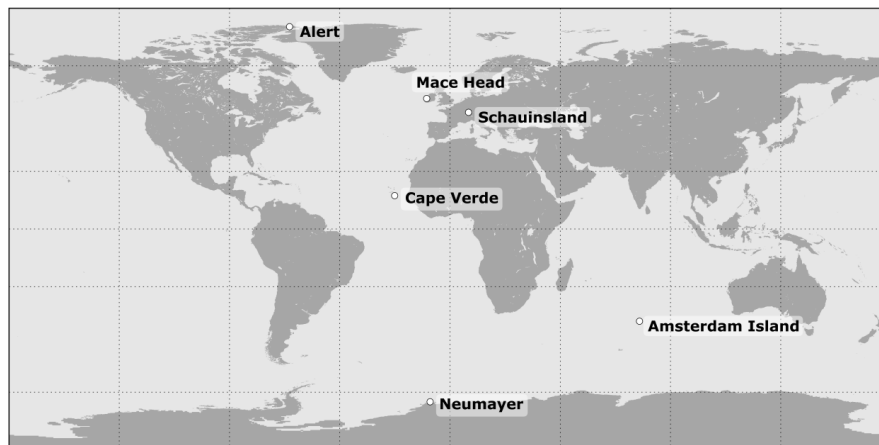 Alert
Mace Head
Schauinsland
Cape Verde
Amsterdam Island
Neumayer